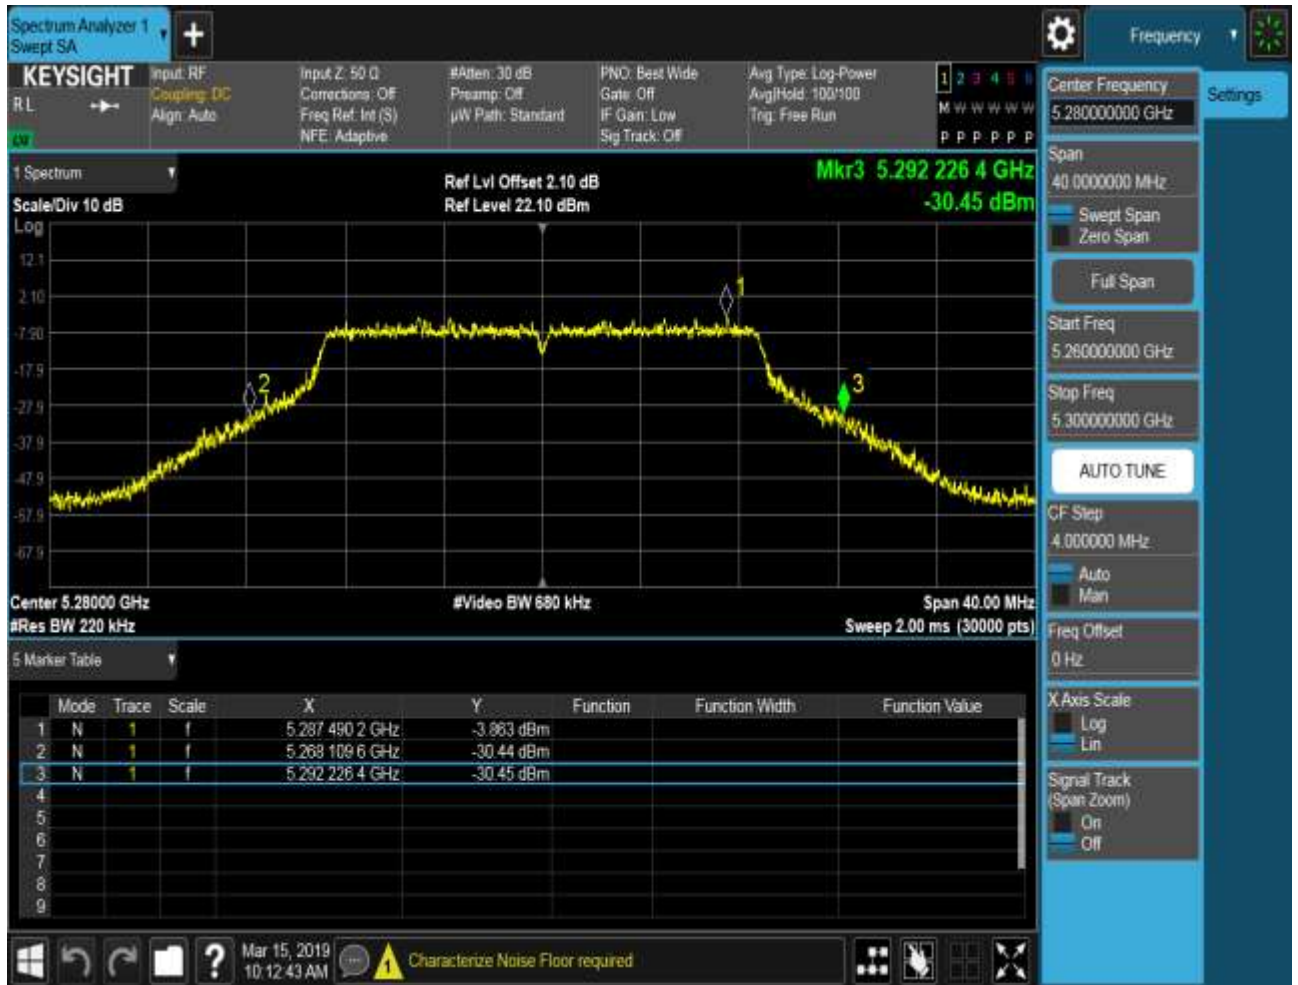 Spectrum Analyzer 1
Swept SA
Frequency
KEYSIGHT
RL
Input: RF
Coupling: DC
Align: Auto
Input Z: 50 Ω
Corrections: Off
Freq Ref: Int (S)
NFE: Adaptive
#Atten: 30 dB
Preamp: Off
µW Path: Standard
PNO: Best Wide
Gate: Off
IF Gain: Low
Sig Track: Off
Avg Type: Log-Power
Avg|Hold: 100/100
Trig: Free Run
1 2 3 4 5 6
M W W W W W
P P P P P P
1 Spectrum
Scale/Div 10 dB
Ref Lvl Offset 2.10 dB
Ref Level 22.10 dBm
Mkr3 5.292 226 4 GHz
-30.45 dBm
Log
12.1
2.10
-7.90
-17.9
-27.9
-37.9
-47.9
-57.9
-67.9
1
2
3
Center 5.28000 GHz
#Video BW 680 kHz
Span 40.00 MHz
#Res BW 220 kHz
Sweep 2.00 ms (30000 pts)
5 Marker Table
Mode Trace Scale X Y Function Function Width Function Value
1 N 1 f 5.287 490 2 GHz -3.863 dBm
2 N 1 f 5.268 109 6 GHz -30.44 dBm
3 N 1 f 5.292 226 4 GHz -30.45 dBm
4
5
6
7
8
9
Mar 15, 2019
10:12:43 AM
?
1
Characterize Noise Floor required
Settings
Center Frequency
5.280000000 GHz
Span
40.0000000 MHz
Swept Span
Zero Span
Full Span
Start Freq
5.260000000 GHz
Stop Freq
5.300000000 GHz
AUTO TUNE
CF Step
4.000000 MHz
Auto
Man
Freq Offset
0 Hz
X Axis Scale
Log
Lin
Signal Track
(Span Zoom)
On
Off